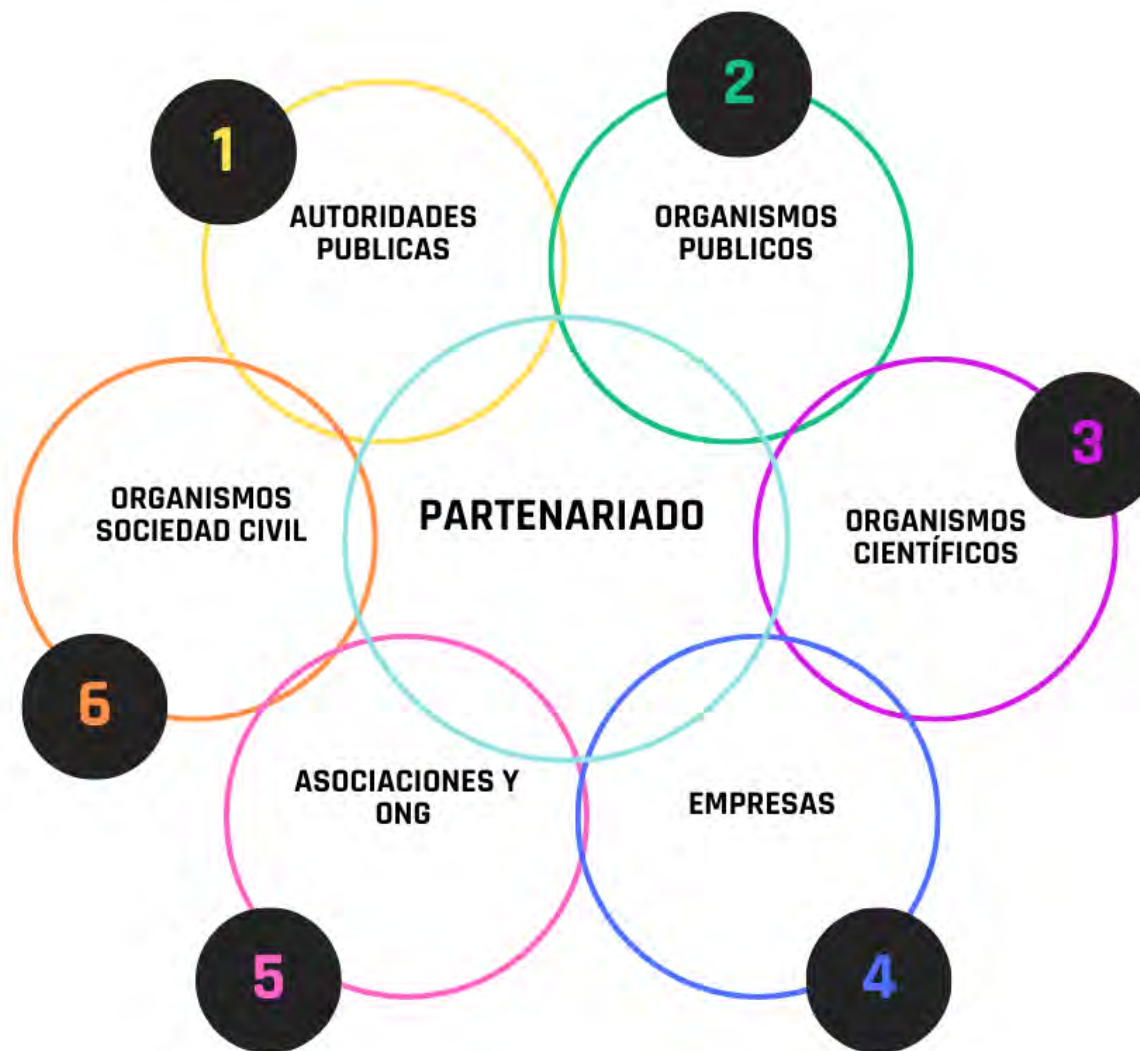 1
AUTORIDADES
PUBLICAS
2
ORGANISMOS
PUBLICOS
3
ORGANISMOS
CIENTÍFICOS
PARTENARIADO
4
EMPRESAS
5
ASOCIACIONES Y
ONG
6
ORGANISMOS
SOCIEDAD CIVIL